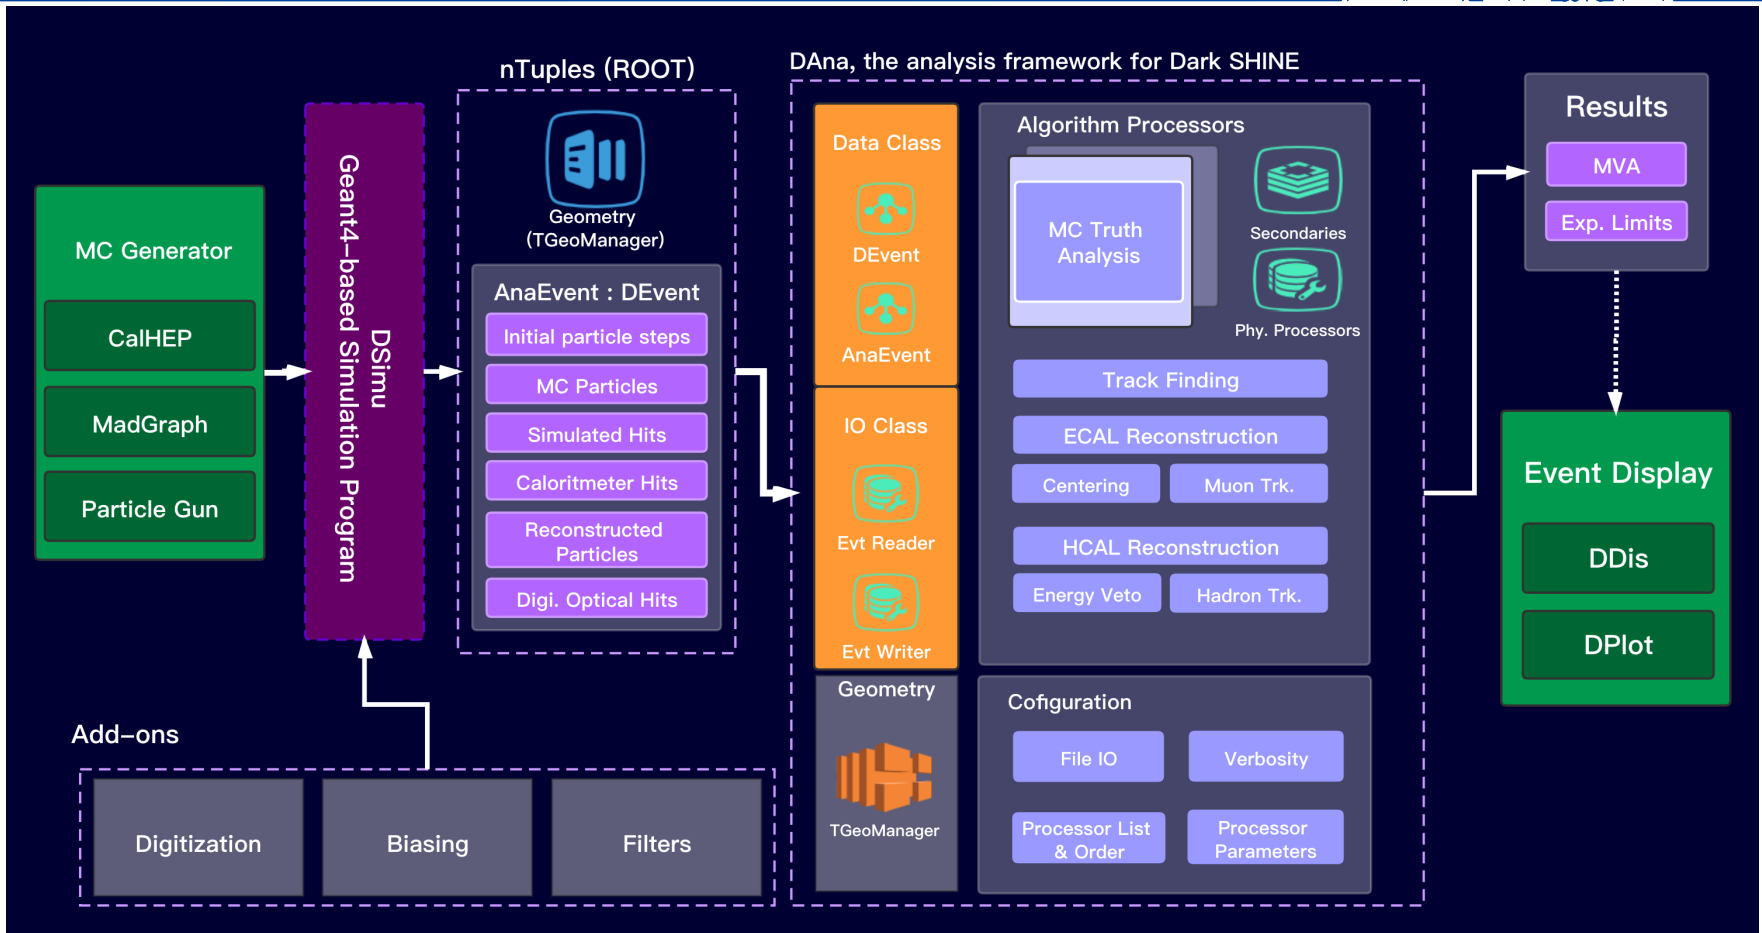 MC Generator
CalHEP
MadGraph
Particle Gun
DSimu
Geant4-based Simulation Program
Add-ons
Digitization
Biasing
Filters
nTuples (ROOT)
Geometry
(TGeoManager)
AnaEvent : DEvent
Initial particle steps
MC Particles
Simulated Hits
Caloritmeter Hits
Reconstructed
Particles
Digi. Optical Hits
DAna, the analysis framework for Dark SHINE
Data Class
DEvent
AnaEvent
IO Class
Evt Reader
Evt Writer
Geometry
TGeoManager
Algorithm Processors
MC Truth
Analysis
Secondaries
Phy. Processors
Track Finding
ECAL Reconstruction
Centering
Muon Trk.
HCAL Reconstruction
Energy Veto
Hadron Trk.
Cofiguration
File IO
Verbosity
Processor List
& Order
Processor
Parameters
Results
MVA
Exp. Limits
Event Display
DDis
DPlot